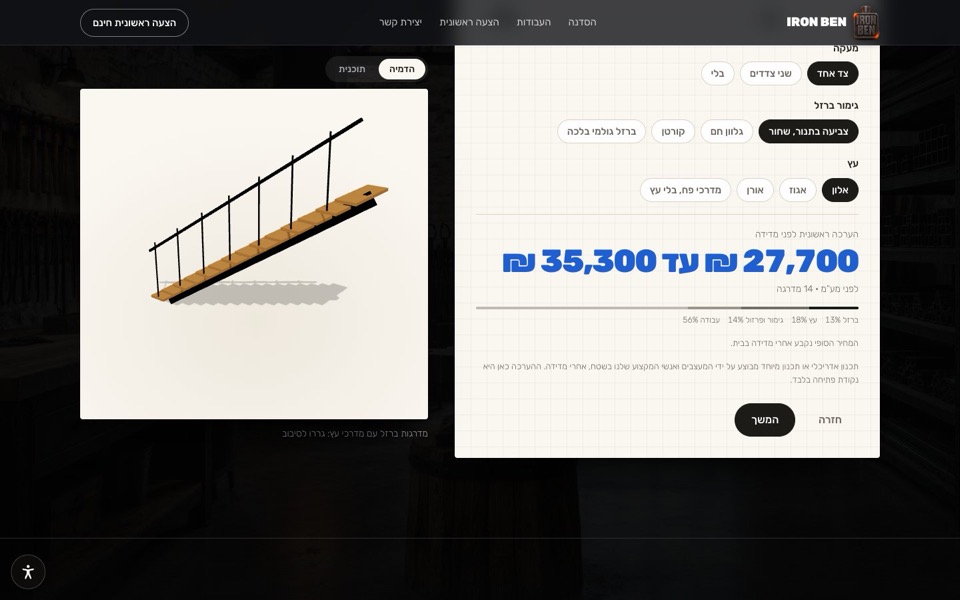 IRON BEN
הסדנה
העבודות
הצעה ראשונית
יצירת קשר
הצעה ראשונית חינם
מעקה
צד אחד
שני צדדים
בלי
גימור ברזל
צביעה בתנור, שחור
גלוון חם
קורטן
ברזל גולמי בלכה
עץ
אלון
אגוז
אורן
מדרכי פח, בלי עץ
הערכה ראשונית לפני מדידה
27,700 ₪ עד 35,300 ₪
לפני מע"מ • 14 מדרגה
ברזל 13% עץ 18% גימור ופרזול 14% עבודה 56%
המחיר הסופי נקבע אחרי מדידה בבית.
תכנון אדריכלי או תכנון מיוחד מבוצע על ידי המעצבים ואנשי המקצוע שלנו בשטח, אחרי מדידה. ההערכה כאן היא
נקודת פתיחה בלבד.
חזרה
המשך
הדמיה
תוכנית
מדרגות ברזל עם מדרכי עץ: גררו לסיבוב